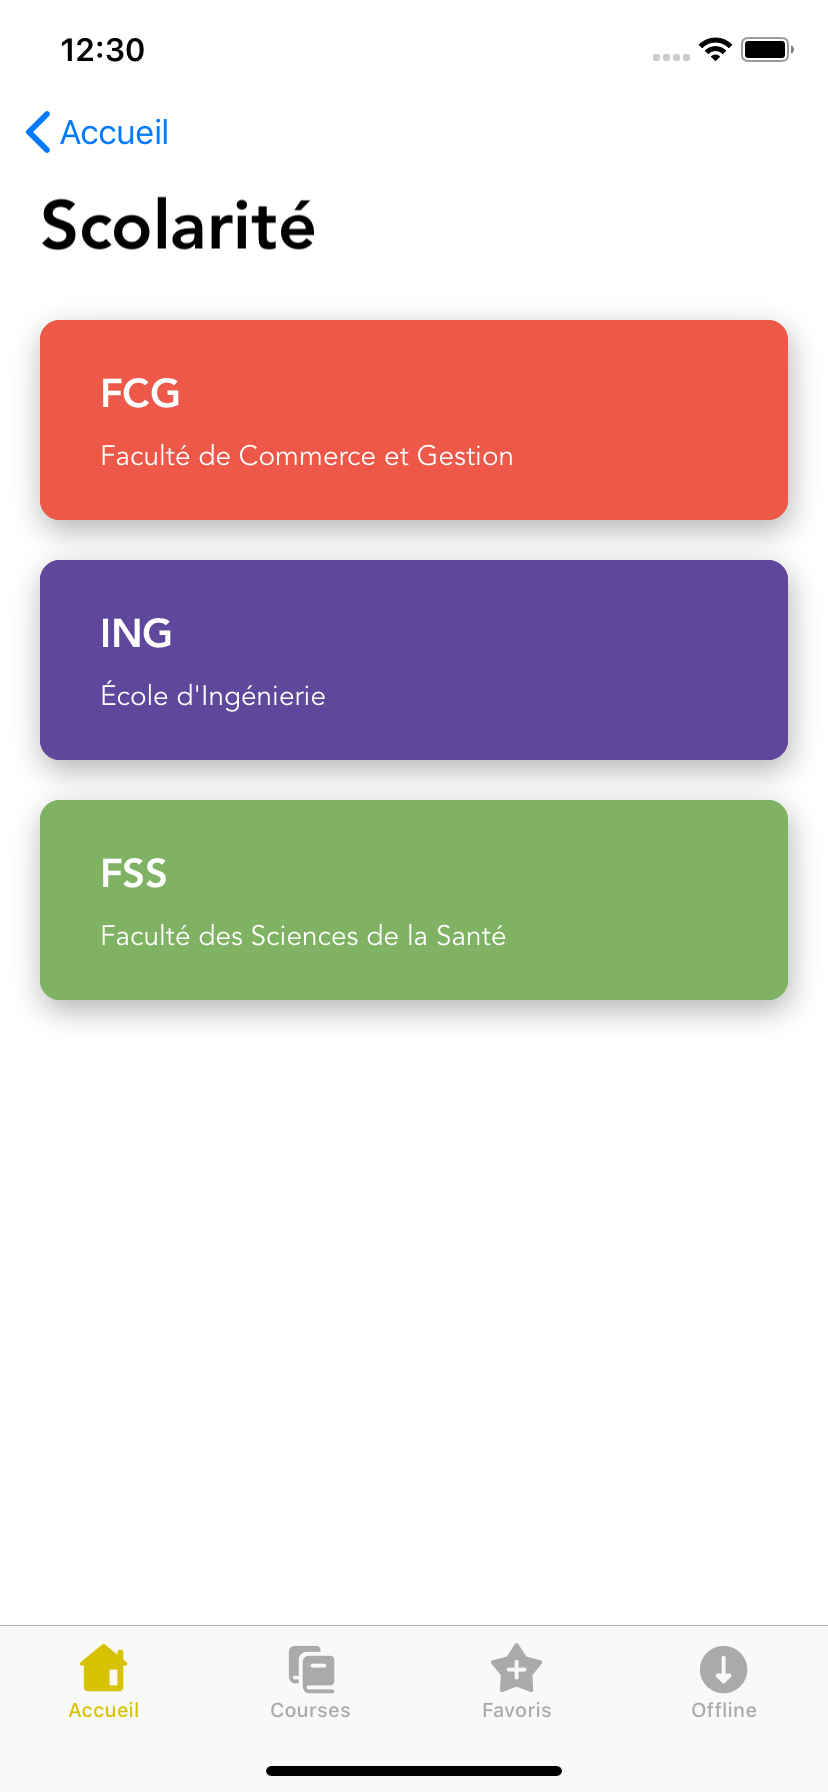 12:30
Accueil
Scolarité
FCG
Faculté de Commerce et Gestion
ING
École d'Ingénierie
FSS
Faculté des Sciences de la Santé
Accueil
Courses
Favoris
Offline